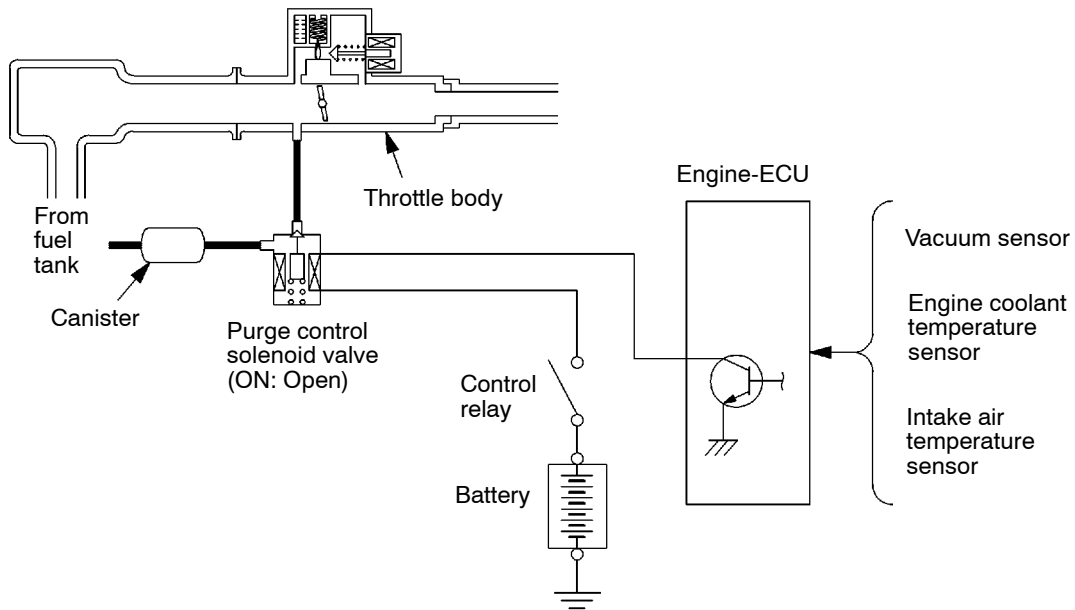 Throttle body
Engine-ECU
From
fuel
tank
Canister
Purge control
solenoid valve
(ON: Open)
Control
relay
Battery
Vacuum sensor
Engine coolant
temperature
sensor
Intake air
temperature
sensor